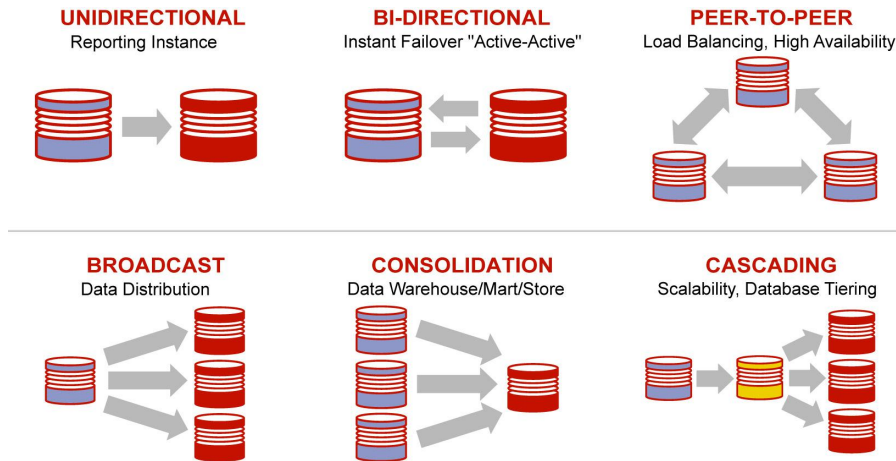 UNIDIRECTIONAL
Reporting Instance
BI-DIRECTIONAL
Instant Failover "Active-Active"
PEER-TO-PEER
Load Balancing, High Availability
BROADCAST
Data Distribution
CONSOLIDATION
Data Warehouse/Mart/Store
CASCADING
Scalability, Database Tiering